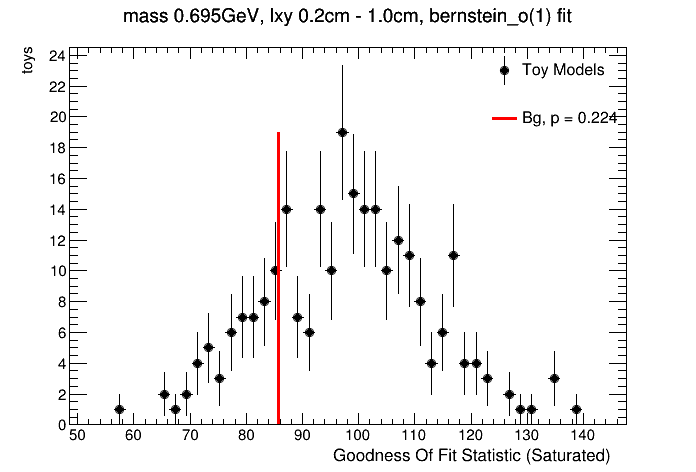 mass 0.695GeV, lxy 0.2cm - 1.0cm, bernstein_o(1) fit
toys
24
22
20
18
16
14
12
10
8
6
4
2
0
Toy Models
Bg, p = 0.224
50 60 70 80 90 100 110 120 130 140
Goodness Of Fit Statistic (Saturated)